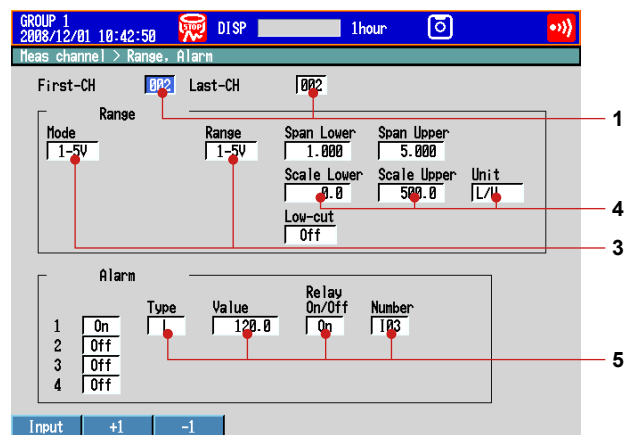 GROUP 1
2008/12/01 10:42:50 STOP DISP 1hour
Meas channel > Range, Alarm
First-CH 002 Last-CH 002
1
Range
Mode Range Span Lower Span Upper
1-5V 1-5V 1.000 5.000
Scale Lower Scale Upper Unit
0.0 500.0 L/H
4
Low-cut
Off
3
Alarm
Relay
Type Value On/Off Number
1 On L 120.0 On I03
2 Off
3 Off
5
4 Off
Input +1 -1